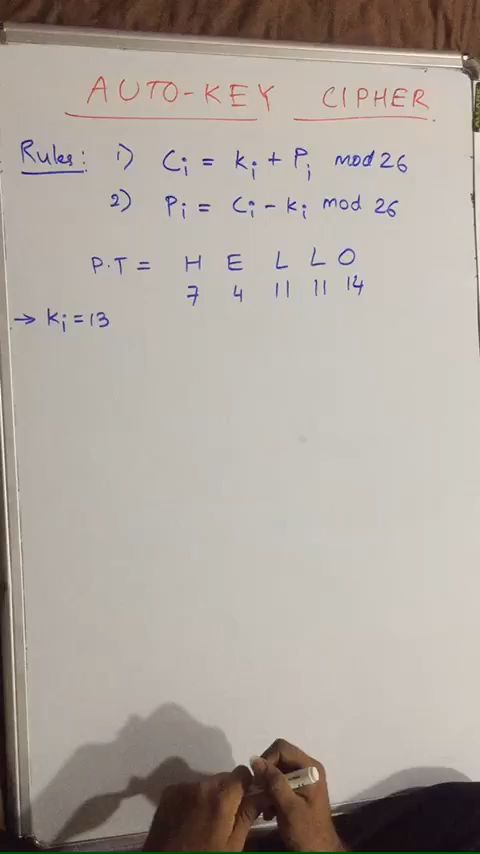 AUTO-KEY CIPHER
Rules: 1) Ci = ki + Pi mod 26
2) Pi = Ci - ki mod 26
P.T = H E L L O
7 4 11 11 14
→ ki = 13